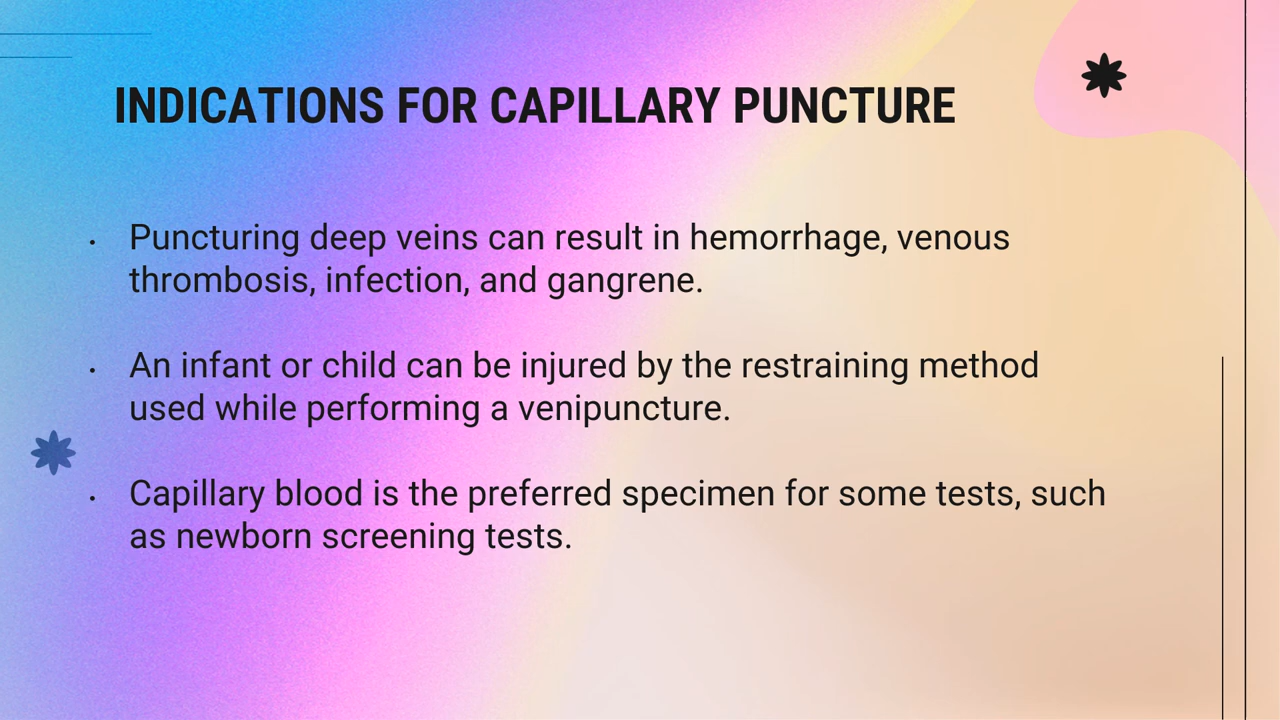 INDICATIONS FOR CAPILLARY PUNCTURE
• Puncturing deep veins can result in hemorrhage, venous
thrombosis, infection, and gangrene.
• An infant or child can be injured by the restraining method
used while performing a venipuncture.
• Capillary blood is the preferred specimen for some tests, such
as newborn screening tests.